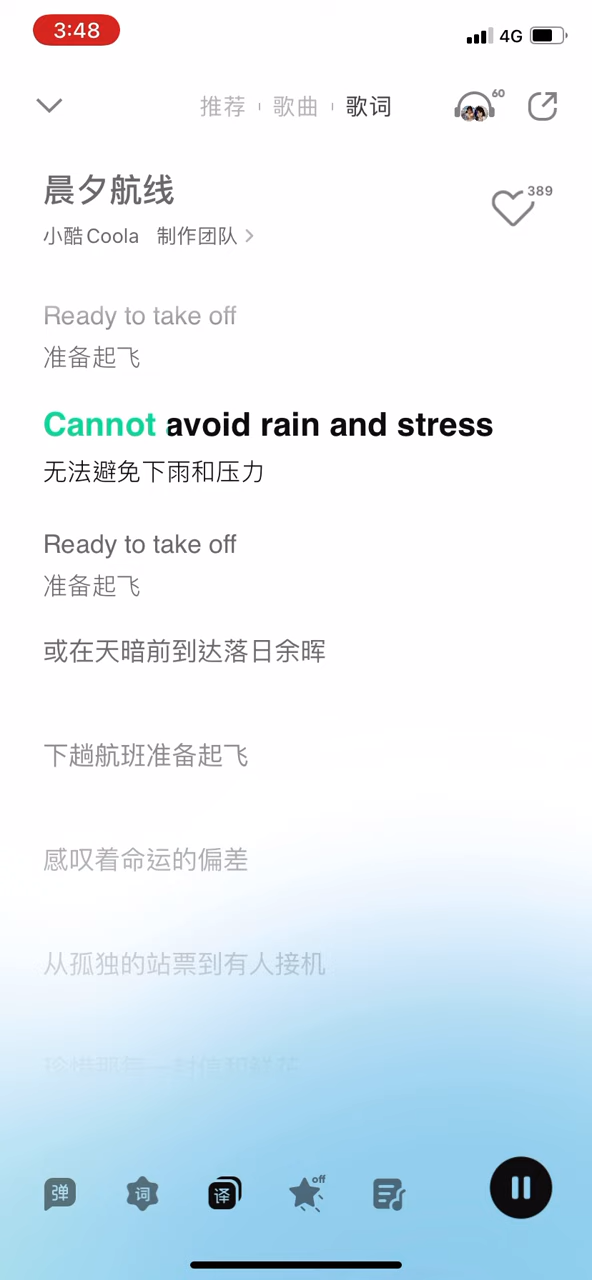 3:48
4G
推荐 歌曲 歌词
60
晨夕航线
389
小酷Coola 制作团队
Ready to take off
准备起飞
Cannot avoid rain and stress
无法避免下雨和压力
Ready to take off
准备起飞
或在天暗前到达落日余晖
下趟航班准备起飞
感叹着命运的偏差
从孤独的站票到有人接机
弹 词 译 off